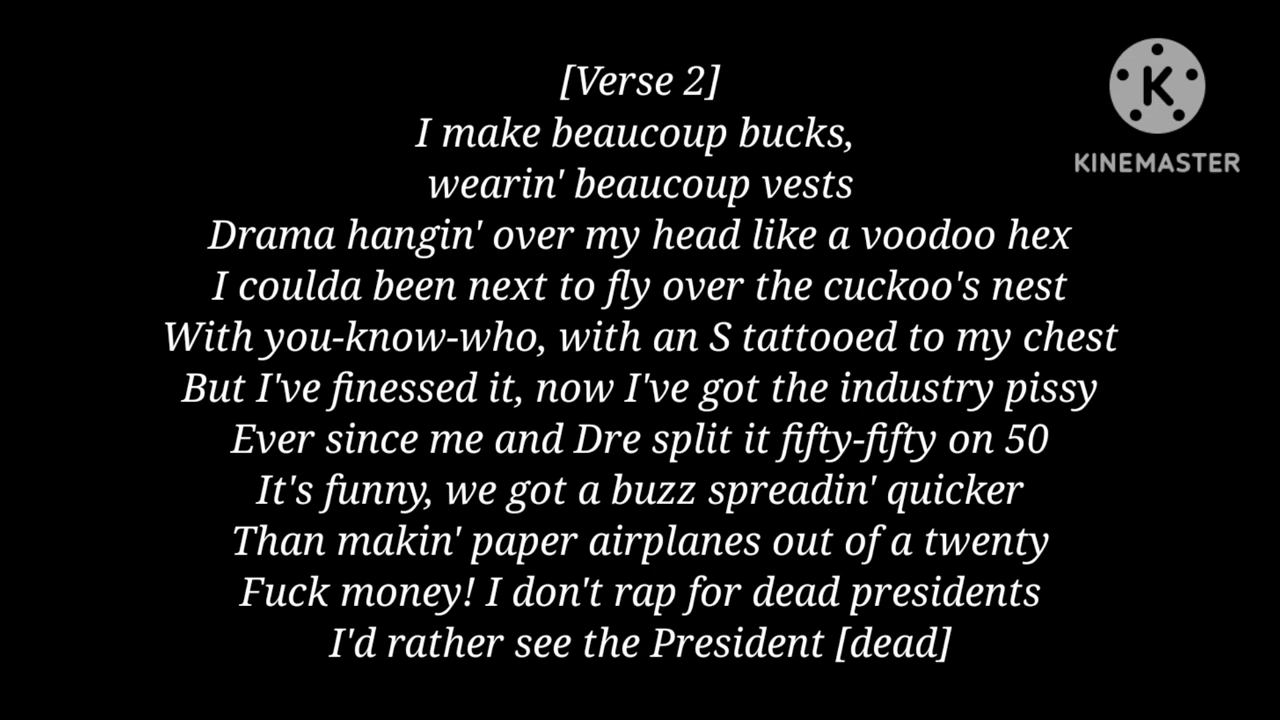 [Verse 2]
I make beaucoup bucks,
wearin' beaucoup vests
Drama hangin' over my head like a voodoo hex
I coulda been next to fly over the cuckoo's nest
With you-know-who, with an S tattooed to my chest
But I've finessed it, now I've got the industry pissy
Ever since me and Dre split it fifty-fifty on 50
It's funny, we got a buzz spreadin' quicker
Than makin' paper airplanes out of a twenty
Fuck money! I don't rap for dead presidents
I'd rather see the President [dead]
K
KINEMASTER